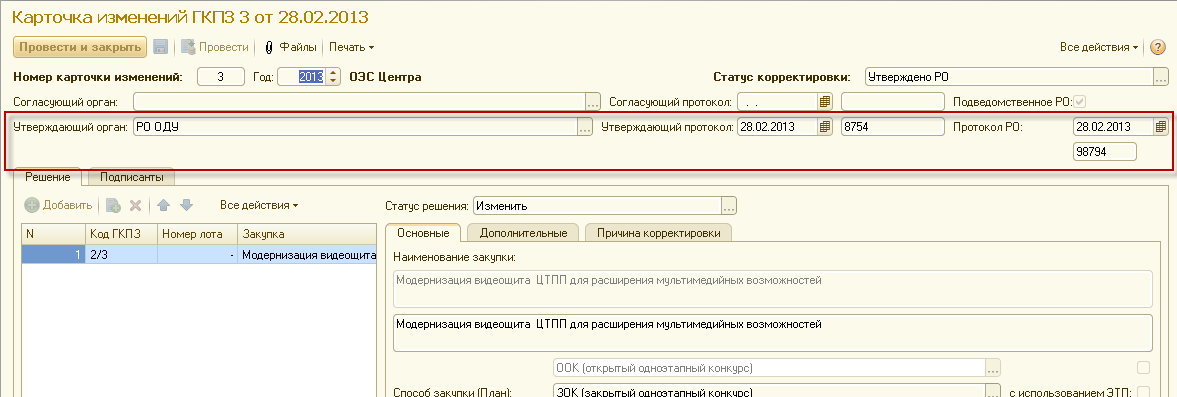 Карточка изменений ГКПЗ 3 от 28.02.2013
Провести и закрыть Провести Файлы Печать Все действия ?
Номер карточки изменений: 3 Год: 2013 ОЗС Центра Статус корректировки: Утверждено РО ...
Согласующий орган: ... Согласующий протокол: . . Подведомственное РО:
Утверждающий орган: РО ОДУ ... Утверждающий протокол: 28.02.2013 8754 Протокол РО: 28.02.2013
98794
Решение Подписанты
Добавить Все действия Статус решения: Изменить ...
N Код ГКПЗ Номер лота Закупка Основные Дополнительные Причина корректировки
1 2/3 - Модернизация видеощита
Наименование закупки:
Модернизация видеощита ЦТПП для расширения мультимедийных возможностей
Модернизация видеощита ЦТПП для расширения мультимедийных возможностей
ООК (открытый одноэтапный конкурс) ...
Способ закупки (План): ЗОК (закрытый одноэтапный конкурс) ... с использованием ЭТП: